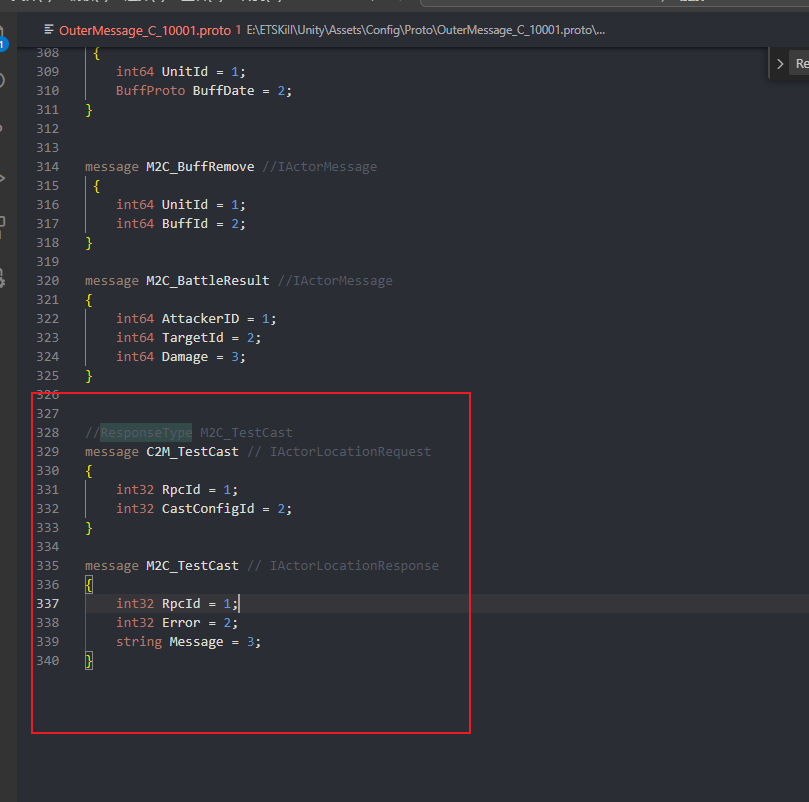 OuterMessage_C_10001.proto 1 E:\ETSKill\Unity\Assets\Config\Proto\OuterMessage_C_10001.proto\...
1
Re
308 {
309 int64 UnitId = 1;
310 BuffProto BuffDate = 2;
311 }
312
313
314 message M2C_BuffRemove //IActorMessage
315 {
316 int64 UnitId = 1;
317 int64 BuffId = 2;
318 }
319
320 message M2C_BattleResult //IActorMessage
321 {
322 int64 AttackerID = 1;
323 int64 TargetId = 2;
324 int64 Damage = 3;
325 }
326
327
328 //ResponseType M2C_TestCast
329 message C2M_TestCast // IActorLocationRequest
330 {
331 int32 RpcId = 1;
332 int32 CastConfigId = 2;
333 }
334
335 message M2C_TestCast // IActorLocationResponse
336 {
337 int32 RpcId = 1;
338 int32 Error = 2;
339 string Message = 3;
340 }